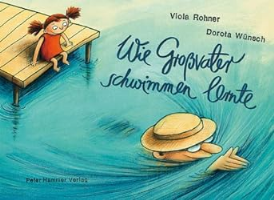 Viola Rohner
Dorota Wünsch
Wie Großvater
schwimmen lernte
Peter Hammer Verlag